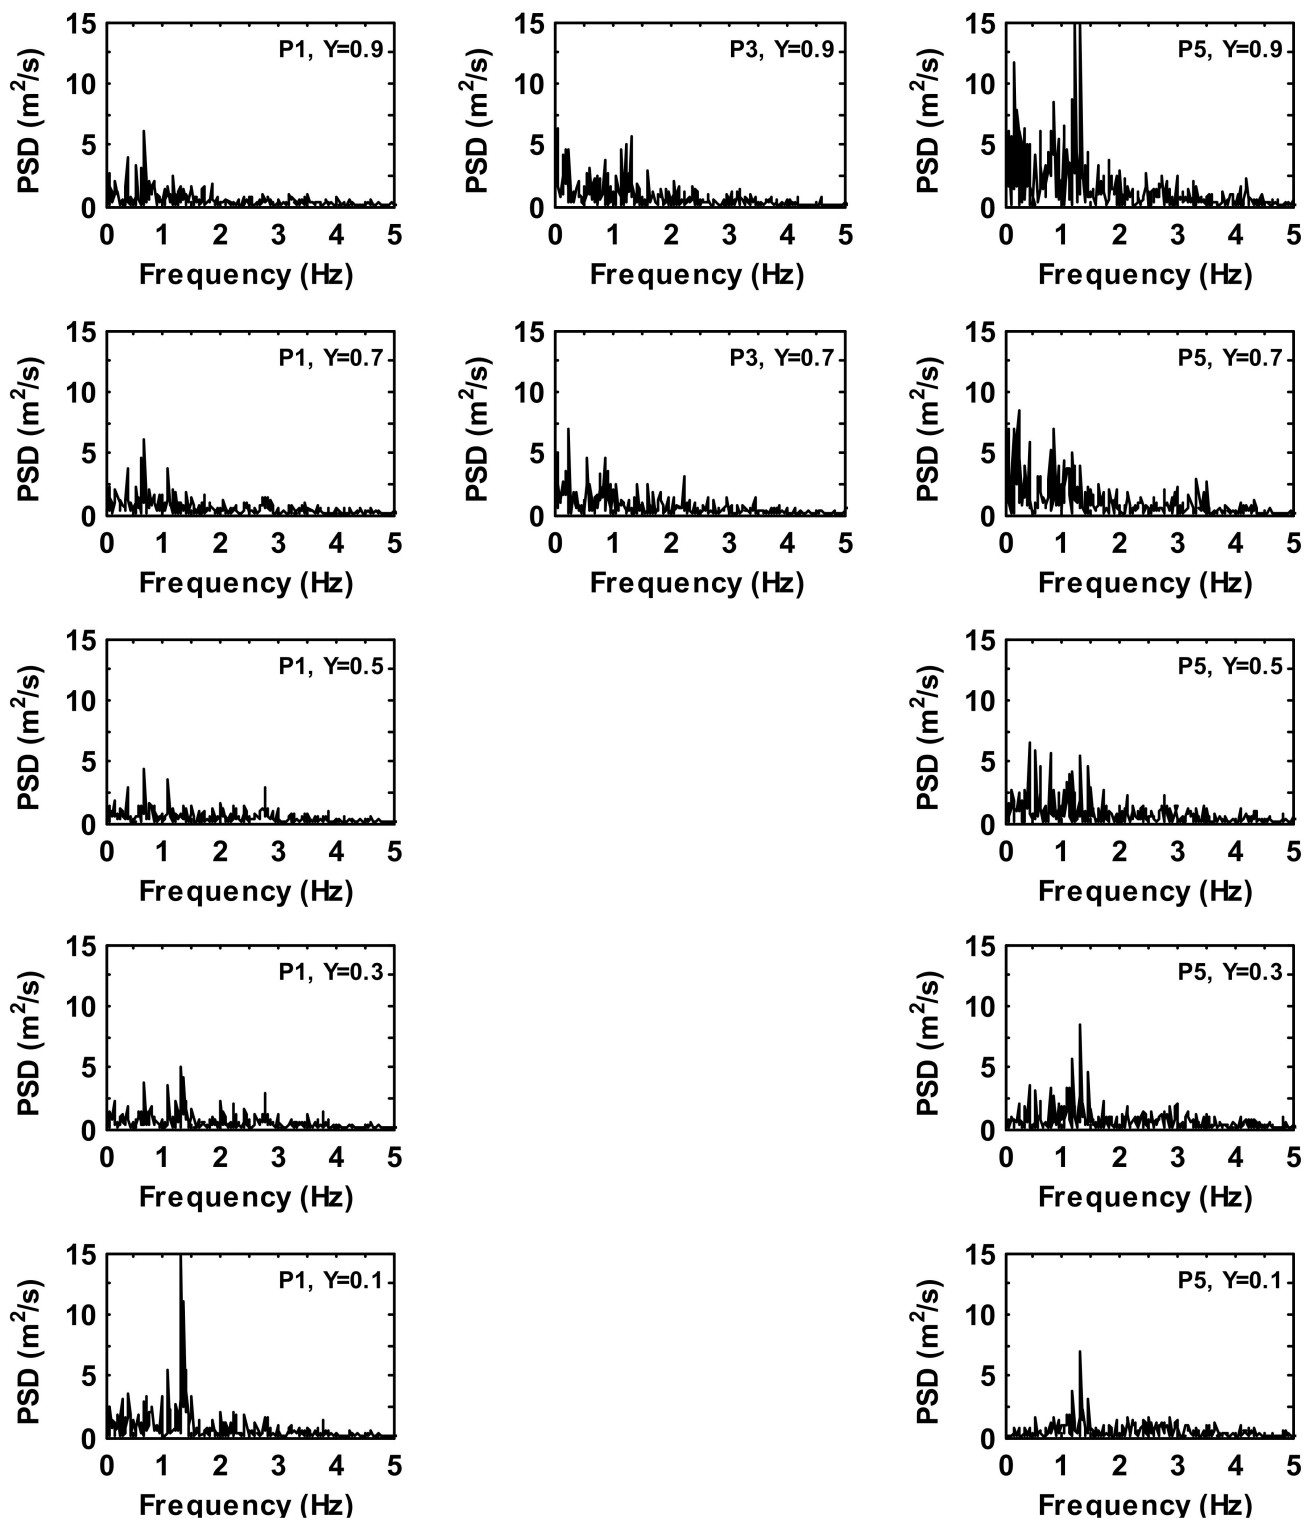 PSD (m²/s)
15
10
5
0
P1, Y=0.9
0 1 2 3 4 5
Frequency (Hz)
PSD (m²/s)
15
10
5
0
P3, Y=0.9
0 1 2 3 4 5
Frequency (Hz)
PSD (m²/s)
15
10
5
0
P5, Y=0.9
0 1 2 3 4 5
Frequency (Hz)
PSD (m²/s)
15
10
5
0
P1, Y=0.7
0 1 2 3 4 5
Frequency (Hz)
PSD (m²/s)
15
10
5
0
P3, Y=0.7
0 1 2 3 4 5
Frequency (Hz)
PSD (m²/s)
15
10
5
0
P5, Y=0.7
0 1 2 3 4 5
Frequency (Hz)
PSD (m²/s)
15
10
5
0
P1, Y=0.5
0 1 2 3 4 5
Frequency (Hz)
PSD (m²/s)
15
10
5
0
P5, Y=0.5
0 1 2 3 4 5
Frequency (Hz)
PSD (m²/s)
15
10
5
0
P1, Y=0.3
0 1 2 3 4 5
Frequency (Hz)
PSD (m²/s)
15
10
5
0
P5, Y=0.3
0 1 2 3 4 5
Frequency (Hz)
PSD (m²/s)
15
10
5
0
P1, Y=0.1
0 1 2 3 4 5
Frequency (Hz)
PSD (m²/s)
15
10
5
0
P5, Y=0.1
0 1 2 3 4 5
Frequency (Hz)